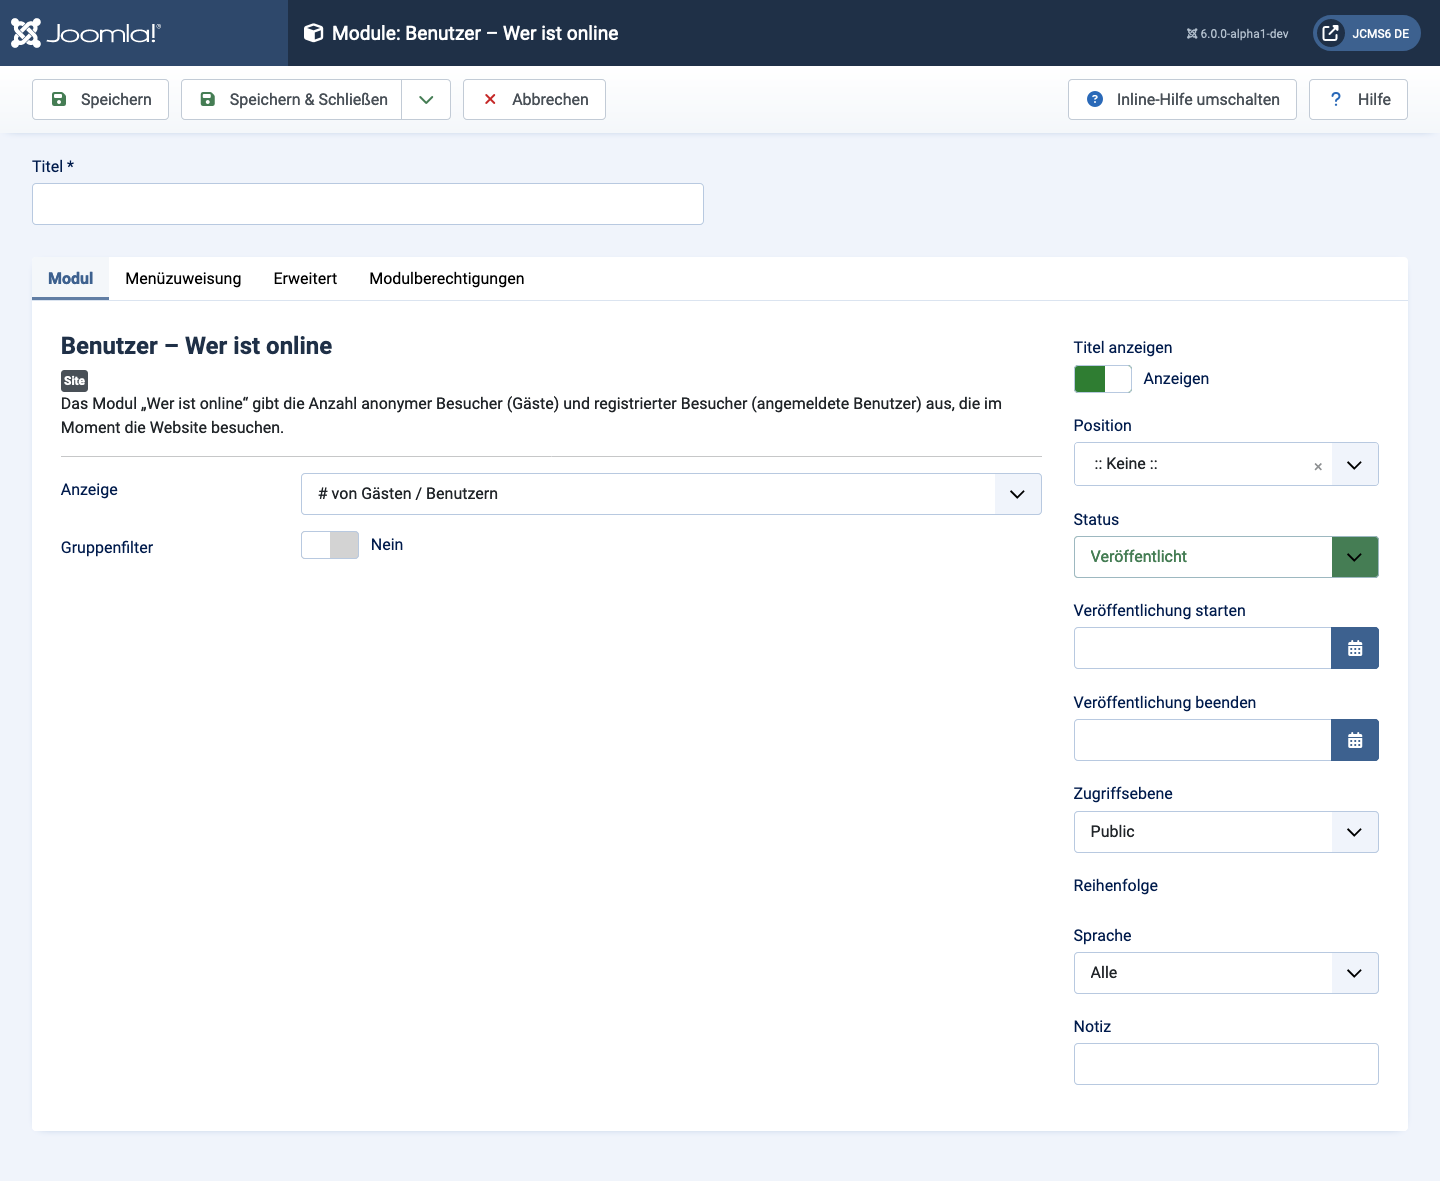 Joomla!®
Module: Benutzer – Wer ist online
6.0.0-alpha1-dev
JCMS6 DE
Speichern
Speichern & Schließen
Abbrechen
Inline-Hilfe umschalten
Hilfe
Titel *
Modul
Menüzuweisung
Erweitert
Modulberechtigungen
Benutzer – Wer ist online
Site
Das Modul „Wer ist online“ gibt die Anzahl anonymer Besucher (Gäste) und registrierter Besucher (angemeldete Benutzer) aus, die im
Moment die Website besuchen.
Anzeige
# von Gästen / Benutzern
Gruppenfilter
Nein
Titel anzeigen
Anzeigen
Position
:: Keine ::
Status
Veröffentlicht
Veröffentlichung starten
Veröffentlichung beenden
Zugriffsebene
Public
Reihenfolge
Sprache
Alle
Notiz